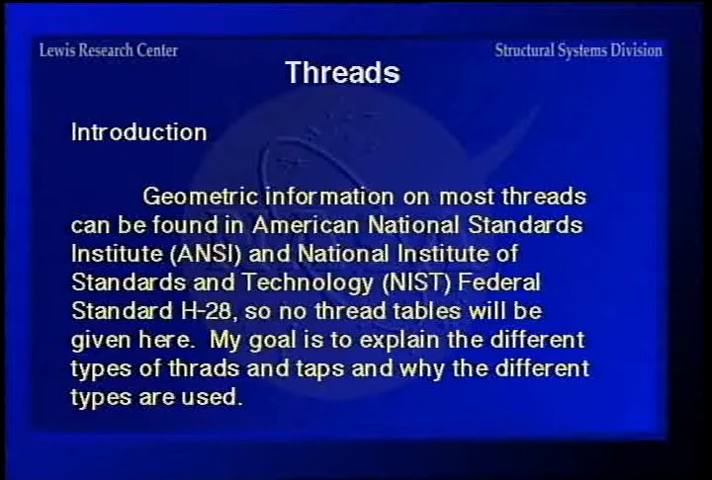 Lewis Research Center
Structural Systems Division
Threads
Introduction
Geometric information on most threads
can be found in American National Standards
Institute (ANSI) and National Institute of
Standards and Technology (NIST) Federal
Standard H-28, so no thread tables will be
given here. My goal is to explain the different
types of thrads and taps and why the different
types are used.